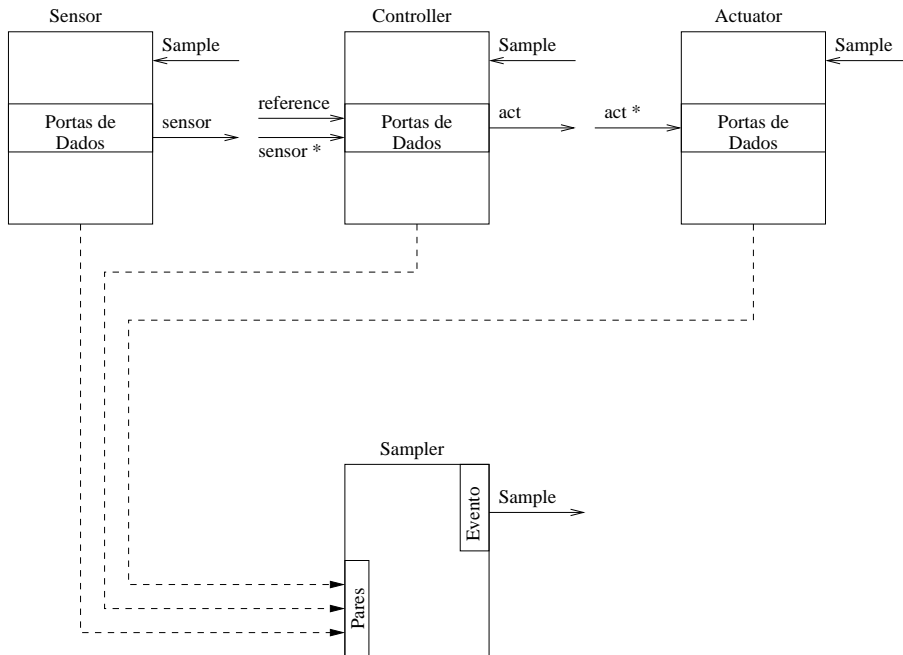 Sensor
Controller
Actuator
Sample
Sample
Sample
Portas de
Dados
sensor
reference
sensor *
Portas de
Dados
act
act *
Portas de
Dados
Sampler
Evento
Sample
Pares